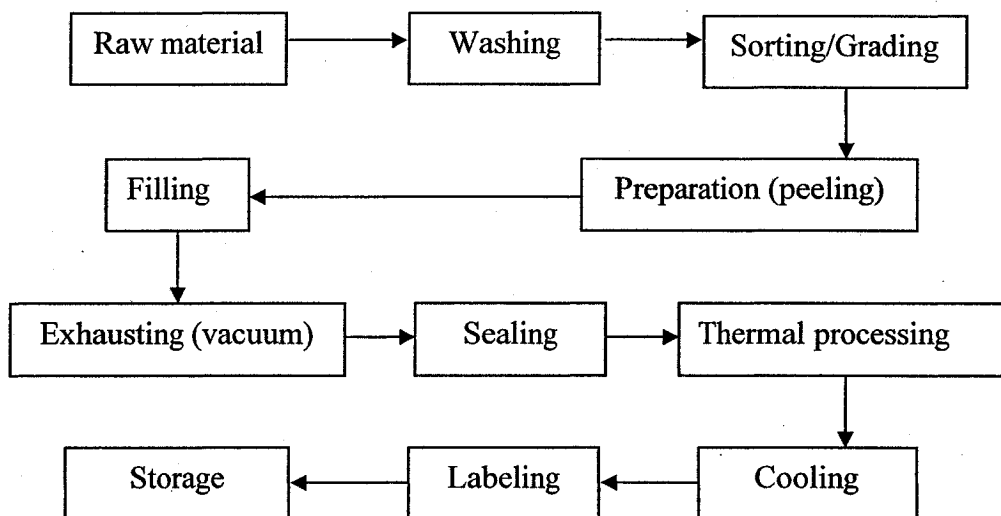 Raw material
Washing
Sorting/Grading
Preparation (peeling)
Filling
Exhausting (vacuum)
Sealing
Thermal processing
Cooling
Labeling
Storage